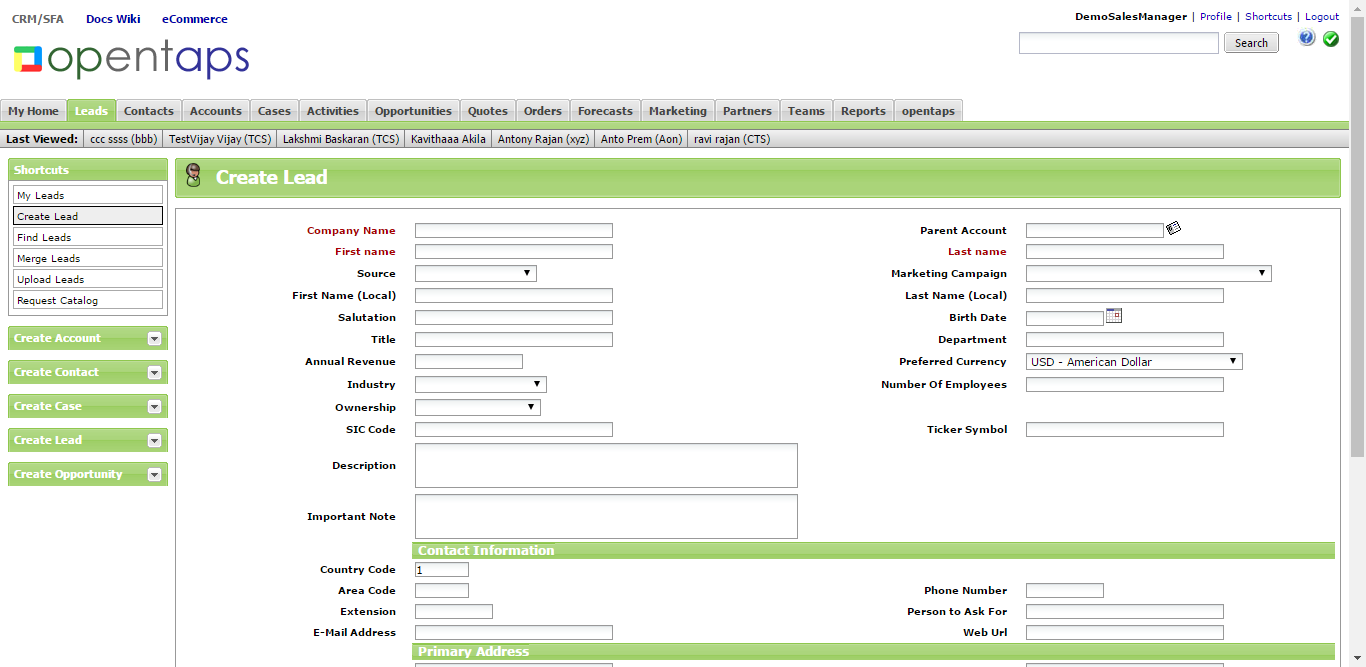 CRM/SFA Docs Wiki eCommerce
DemoSalesManager | Profile | Shortcuts | Logout
opentaps
Search
My Home Leads Contacts Accounts Cases Activities Opportunities Quotes Orders Forecasts Marketing Partners Teams Reports opentaps
Last Viewed: ccc ssss (bbb) TestVijay Vijay (TCS) Lakshmi Baskaran (TCS) Kavithaaa Akila Antony Rajan (xyz) Anto Prem (Aon) ravi rajan (CTS)
Shortcuts
My Leads
Create Lead
Find Leads
Merge Leads
Upload Leads
Request Catalog
Create Account
Create Contact
Create Case
Create Lead
Create Opportunity
Create Lead
Company Name Parent Account
First name Last name
Source Marketing Campaign
First Name (Local) Last Name (Local)
Salutation Birth Date
Title Department
Annual Revenue Preferred Currency USD - American Dollar
Industry Number Of Employees
Ownership
SIC Code Ticker Symbol
Description
Important Note
Contact Information
Country Code 1
Area Code Phone Number
Extension Person to Ask For
E-Mail Address Web Url
Primary Address